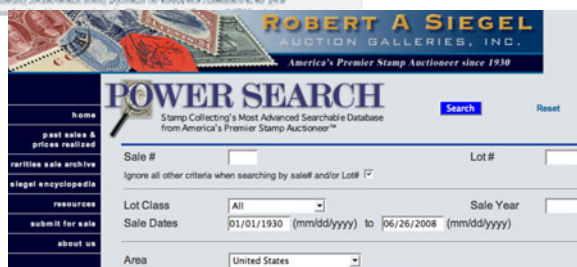 ROBERT A SIEGEL
AUCTION GALLERIES, INC.
America's Premier Stamp Auctioneer since 1930
POWER SEARCH
Stamp Collecting's Most Advanced Searchable Database
from America's Premier Stamp Auctioneer™
Search
Reset
home
past sales &
prices realized
rarities sale archive
siegel encyclopedia
resources
submit for sale
about us
Sale #
Lot #
Ignore all other criteria when searching by sale# and/or Lot#
Lot Class
All
Sale Year
Sale Dates
01/01/1930
(mm/dd/yyyy)
to
06/26/2008
(mm/dd/yyyy)
Area
United States